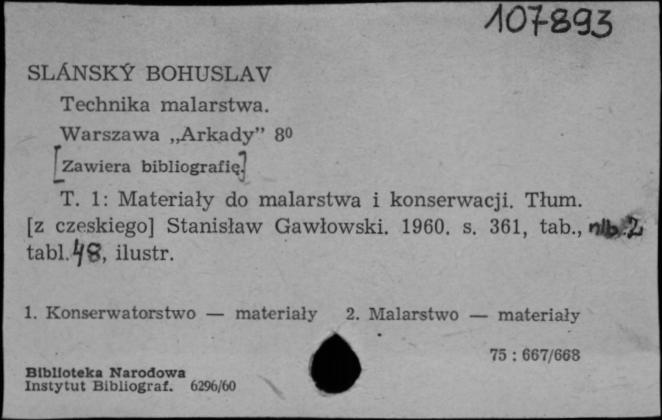 107893
SLÁNSKÝ BOHUSLAV
Technika malarstwa.
Warszawa „Arkady” 8⁰
[Zawiera bibliografię.]
T. 1: Materiały do malarstwa i konserwacji. Tłum.
[z czeskiego] Stanisław Gawłowski. 1960. s. 361, tab., nlb. 2
tabl. 48, ilustr.
1. Konserwatorstwo — materiały 2. Malarstwo — materiały
75 : 667/668
Biblioteka Narodowa
Instytut Bibliograf. 6296/60